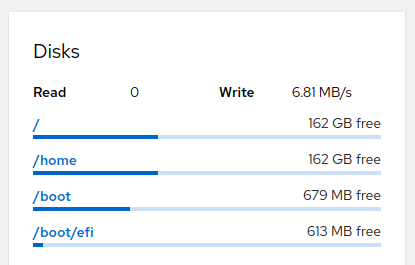 Disks
Read 0 Write 6.81 MB/s
/ 162 GB free
/home 162 GB free
/boot 679 MB free
/boot/efi 613 MB free